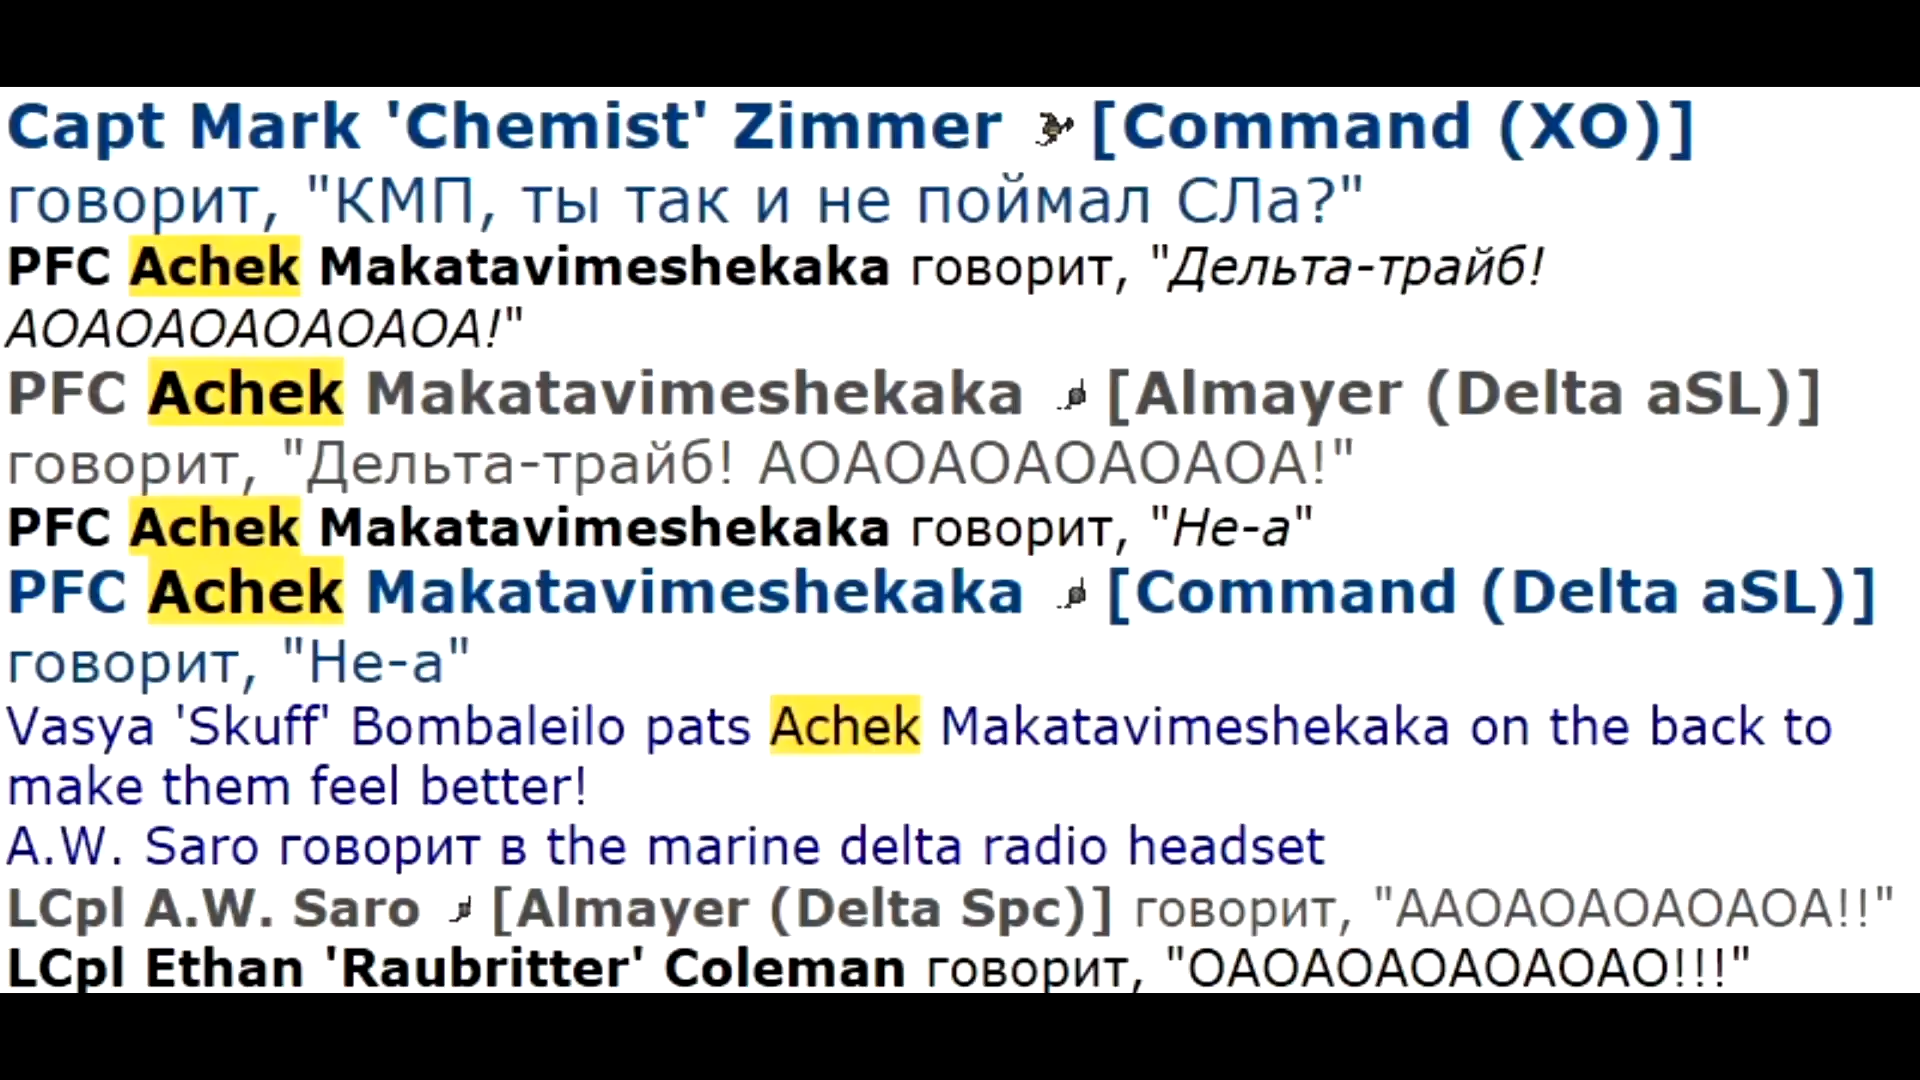 Capt Mark 'Chemist' Zimmer [Command (XO)]
говорит, "КМП, ты так и не поймал СЛа?"
PFC Achek Makatavimeshekaka говорит, "Дельта-трайб!
АОАОАОАОАОАОА!"
PFC Achek Makatavimeshekaka [Almayer (Delta aSL)]
говорит, "Дельта-трайб! АОАОАОАОАОАОА!"
PFC Achek Makatavimeshekaka говорит, "Не-а"
PFC Achek Makatavimeshekaka [Command (Delta aSL)]
говорит, "Не-а"
Vasya 'Skuff' Bombaleilo pats Achek Makatavimeshekaka on the back to
make them feel better!
A.W. Saro говорит в the marine delta radio headset
LCpl A.W. Saro [Almayer (Delta Spc)] говорит, "ААОАОАОАОАОА!!"
LCpl Ethan 'Raubritter' Coleman говорит, "ОАОАОАОАОАОАО!!!"